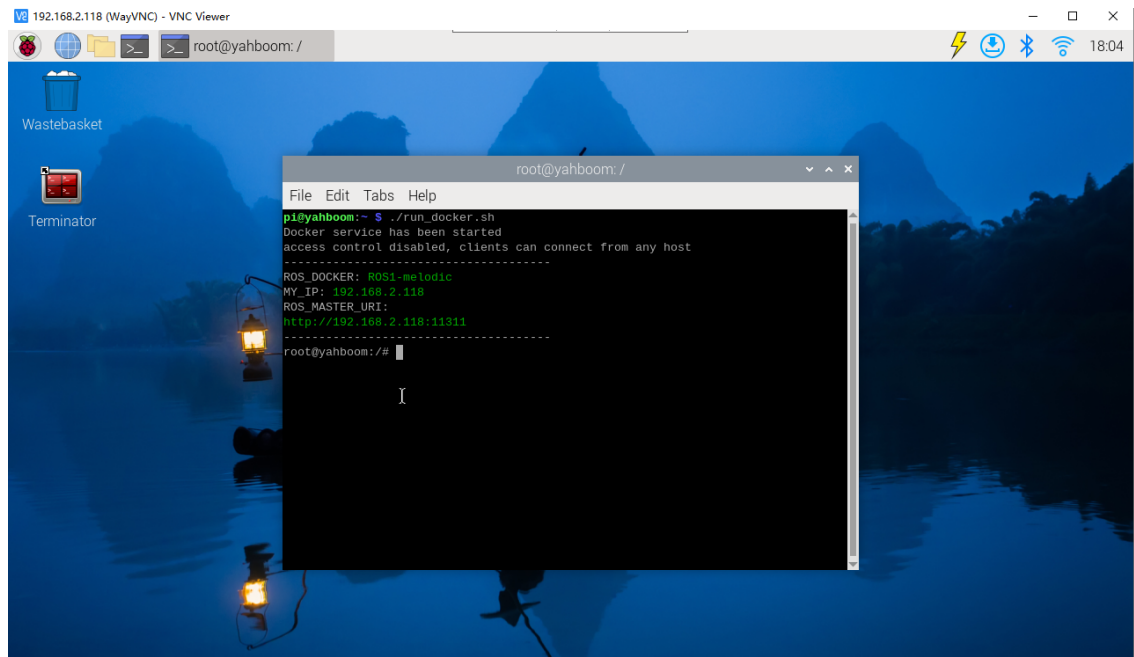 192.168.2.118 (WayVNC) - VNC Viewer
root@yahboom: /
18:04
Wastebasket
Terminator
root@yahboom: /
File Edit Tabs Help
pi@yahboom:~ $ ./run_docker.sh
Docker service has been started
access control disabled, clients can connect from any host
--------------------------------------
ROS_DOCKER: ROS1-melodic
MY_IP: 192.168.2.118
ROS_MASTER_URI:
http://192.168.2.118:11311
--------------------------------------
root@yahboom:/#